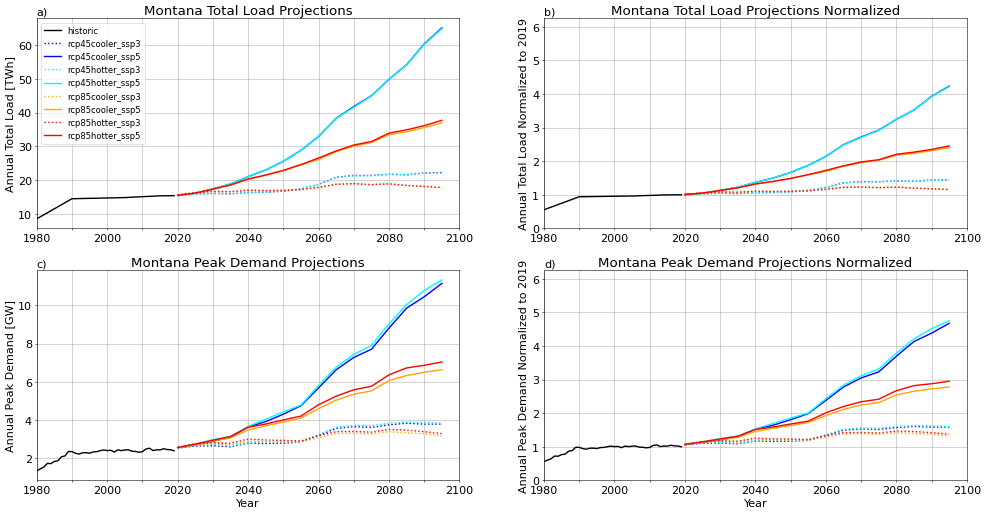 a)
Montana Total Load Projections
Annual Total Load [TWh]
60
50
40
30
20
10
historic
rcp45cooler_ssp3
rcp45cooler_ssp5
rcp45hotter_ssp3
rcp45hotter_ssp5
rcp85cooler_ssp3
rcp85cooler_ssp5
rcp85hotter_ssp3
rcp85hotter_ssp5
1980 2000 2020 2040 2060 2080 2100
b)
Montana Total Load Projections Normalized
Annual Total Load Normalized to 2019
6
5
4
3
2
1
0
1980 2000 2020 2040 2060 2080 2100
c)
Montana Peak Demand Projections
Annual Peak Demand [GW]
10
8
6
4
2
1980 2000 2020 2040 2060 2080 2100
Year
d)
Montana Peak Demand Projections Normalized
Annual Peak Demand Normalized to 2019
6
5
4
3
2
1
0
1980 2000 2020 2040 2060 2080 2100
Year